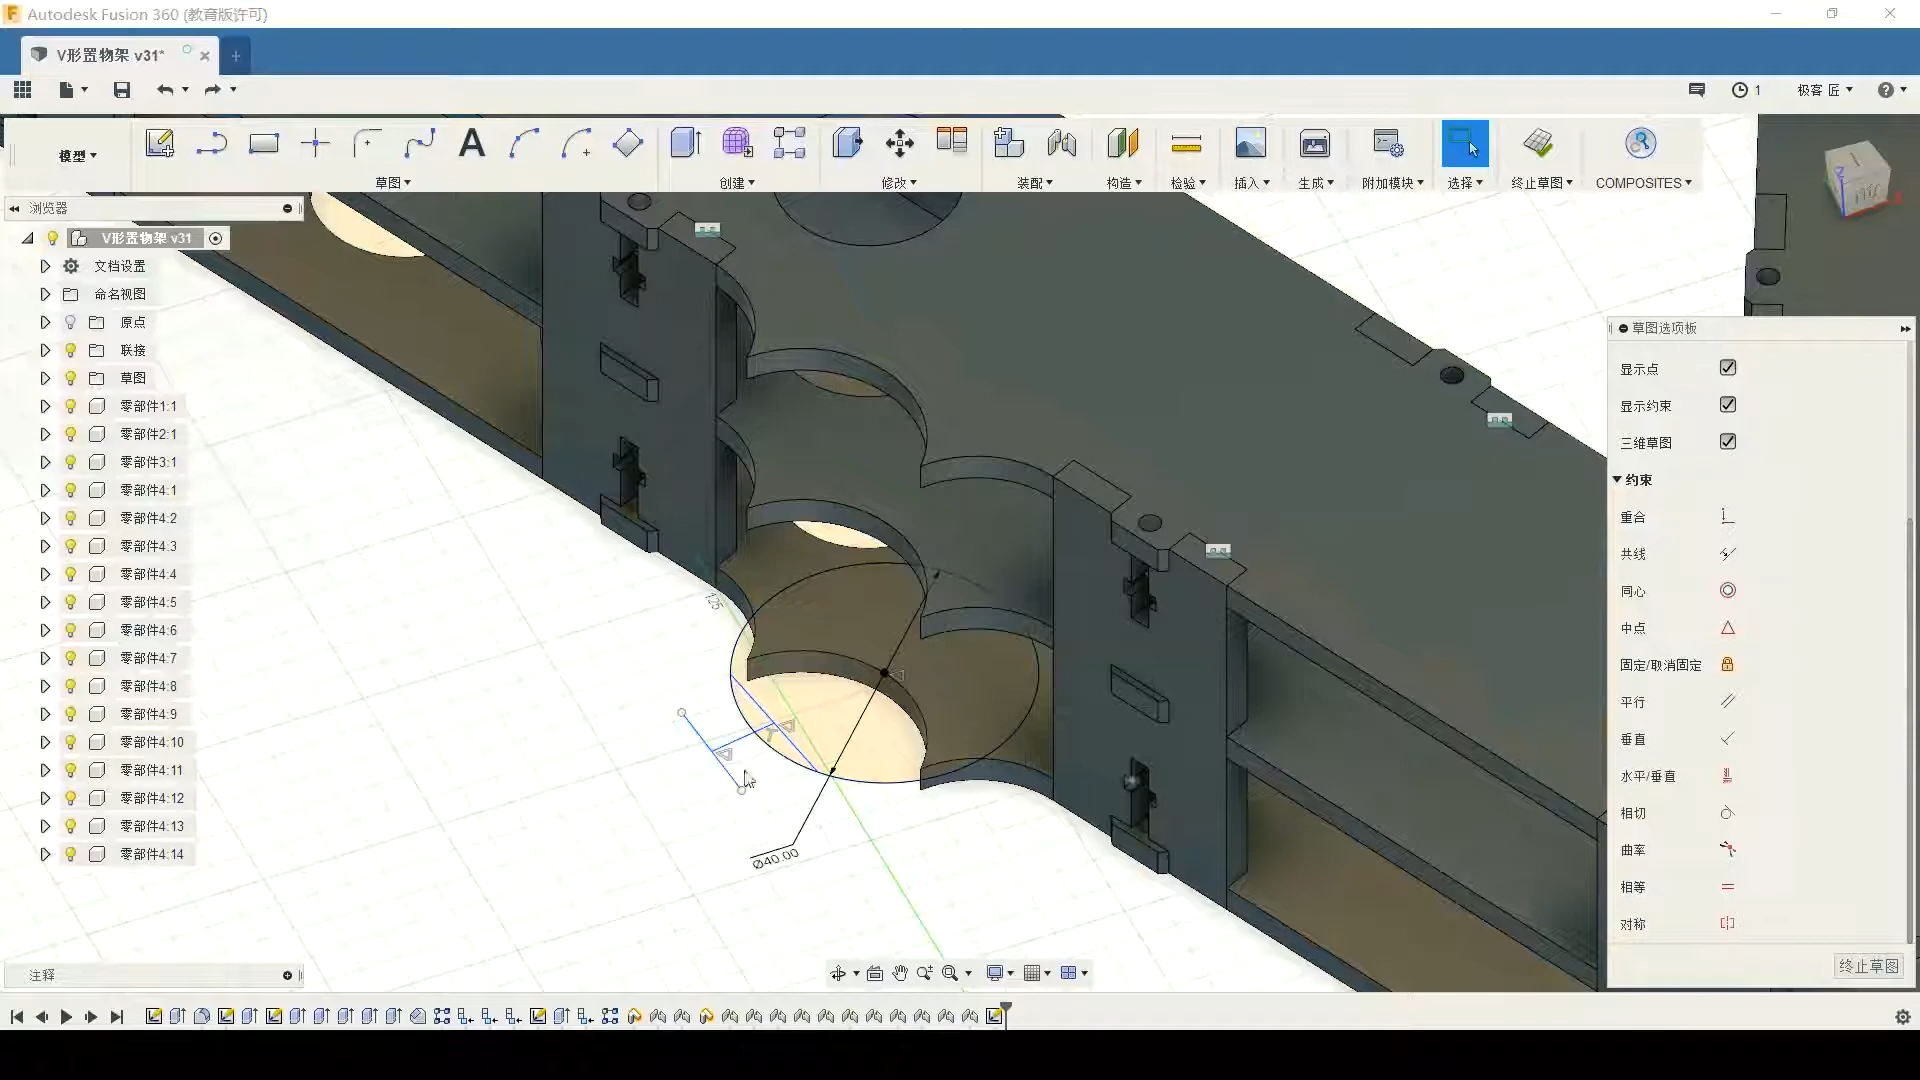 Autodesk Fusion 360 (教育版许可)
V形置物架 v31*
1
极客 匠
模型
草图
创建
修改
装配
构造
检验
插入
生成
附加模块
选择
终止草图
COMPOSITES
浏览器
V形置物架 v31
文档设置
命名视图
原点
联接
草图
零部件1:1
零部件2:1
零部件3:1
零部件4:1
零部件4:2
零部件4:3
零部件4:4
零部件4:5
零部件4:6
零部件4:7
零部件4:8
零部件4:9
零部件4:10
零部件4:11
零部件4:12
零部件4:13
零部件4:14
125
Ø40.00
草图选项板
显示点
显示约束
三维草图
约束
重合
共线
同心
中点
固定/取消固定
平行
垂直
水平/垂直
相切
曲率
相等
对称
终止草图
注释